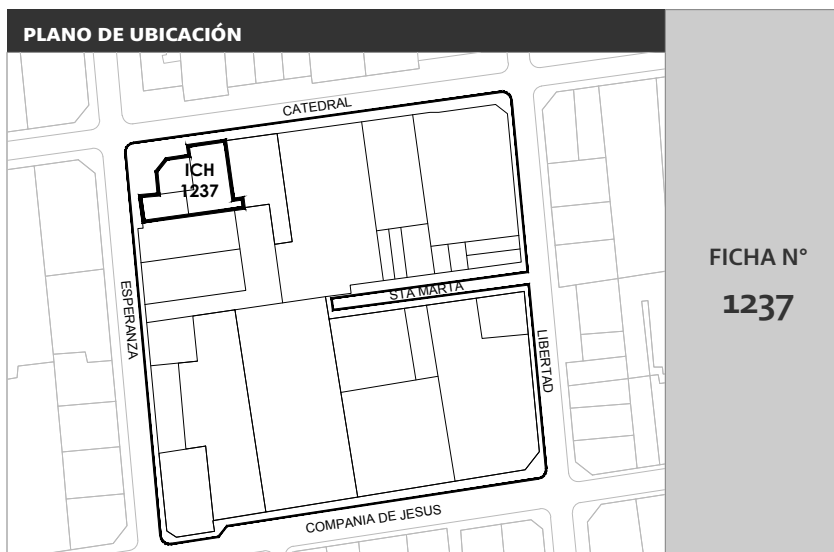 PLANO DE UBICACIÓN
CATEDRAL
ICH
1237
ESPERANZA
STA MARTA
LIBERTAD
COMPANIA DE JESUS
FICHA N°
1237